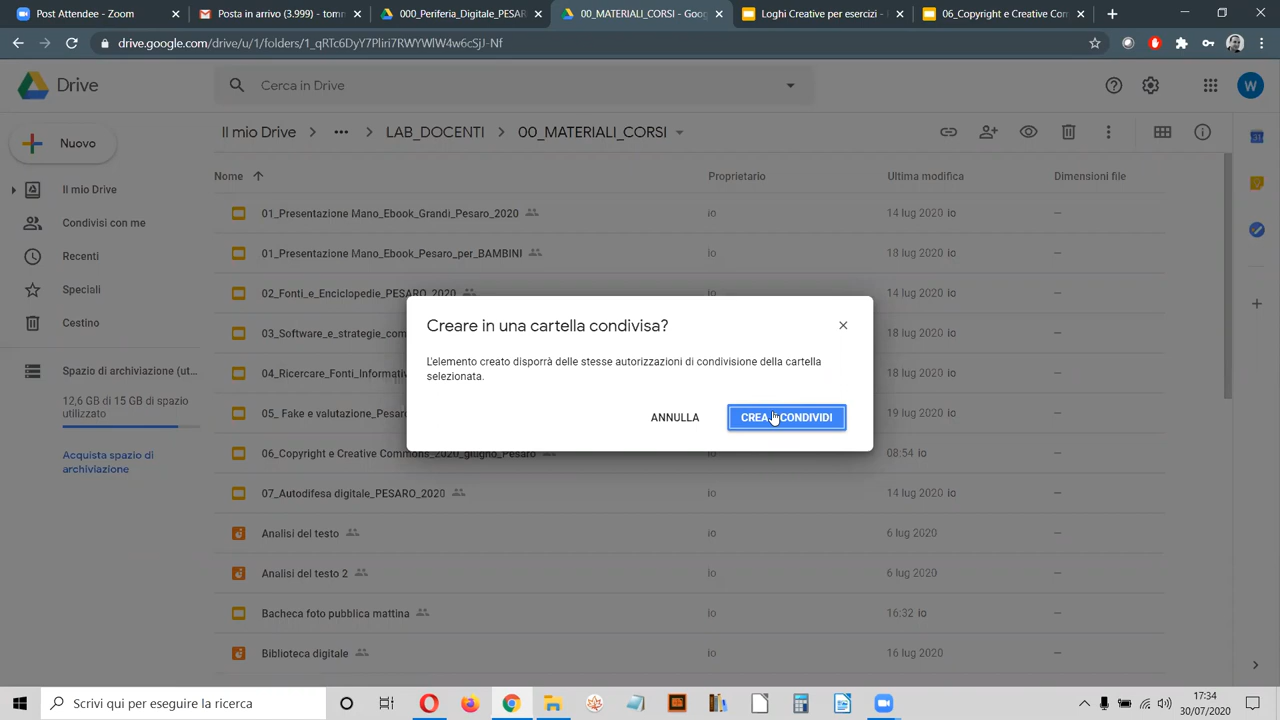 Post Attendee - Zoom
Posta in arrivo (3.999) - tomn
000_Periferia_Digitale_PESAR
00_MATERIALI_CORSI - Goog
Loghi Creativi per esercizi -
06_Copyright e Creative Com
drive.google.com/drive/u/1/folders/1_qRTc6DyY7Pliri7RWYWlW4w6cSjJ-Nf
Drive
Cerca in Drive
W
Nuovo
Il mio Drive
LAB_DOCENTI
00_MATERIALI_CORSI
Nome
Proprietario
Ultima modifica
Dimensioni file
Il mio Drive
Condivisi con me
Recenti
Speciali
Cestino
Spazio di archiviazione (ut...
12,6 GB di 15 GB di spazio
utilizzato
Acquista spazio di
archiviazione
01_Presentazione Mano_Ebook_Grandi_Pesaro_2020 io 14 lug 2020 io —
01_Presentazione Mano_Ebook_Pesaro_per_BAMBINI io 18 lug 2020 io —
02_Fonti_e_Enciclopedie_PESARO_2020 io 14 lug 2020 io —
03_Software_e_strategie_com 18 lug 2020 io —
04_Ricercare_Fonti_Informativ 18 lug 2020 io —
05_ Fake e valutazione_Pesaro 19 lug 2020 io —
06_Copyright e Creative Commons_2020_giugno_Pesaro io 08:54 io —
07_Autodifesa digitale_PESARO_2020 io 14 lug 2020 io —
Analisi del testo io 6 lug 2020 —
Analisi del testo 2 io 6 lug 2020 —
Bacheca foto pubblica mattina io 16:32 io —
Biblioteca digitale io 16 lug 2020 —
Creare in una cartella condivisa?
L'elemento creato disporrà delle stesse autorizzazioni di condivisione della cartella
selezionata.
ANNULLA
CREA CONDIVIDI
Scrivi qui per eseguire la ricerca
17:34
30/07/2020